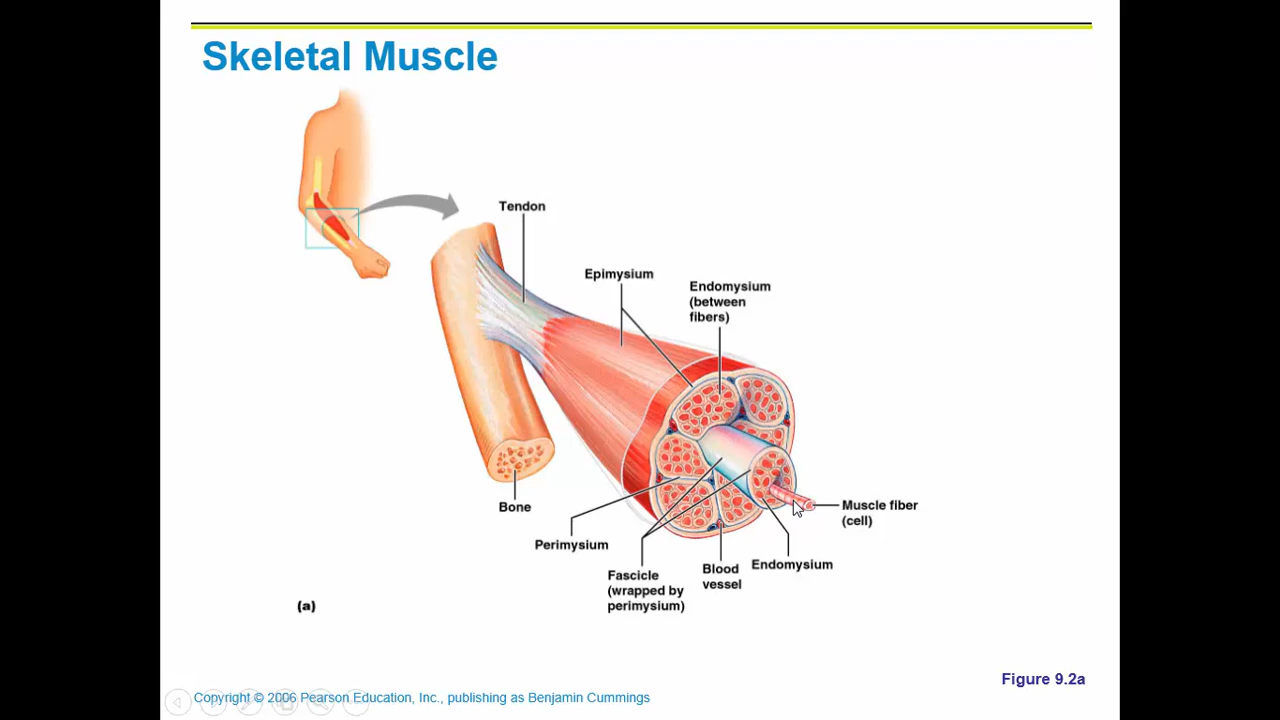 Skeletal Muscle
Tendon
Epimysium
Endomysium
(between
fibers)
Bone
Perimysium
Fascicle
(wrapped by
perimysium)
Blood
vessel
Endomysium
Muscle fiber
(cell)
(a)
Figure 9.2a
Copyright © 2006 Pearson Education, Inc., publishing as Benjamin Cummings